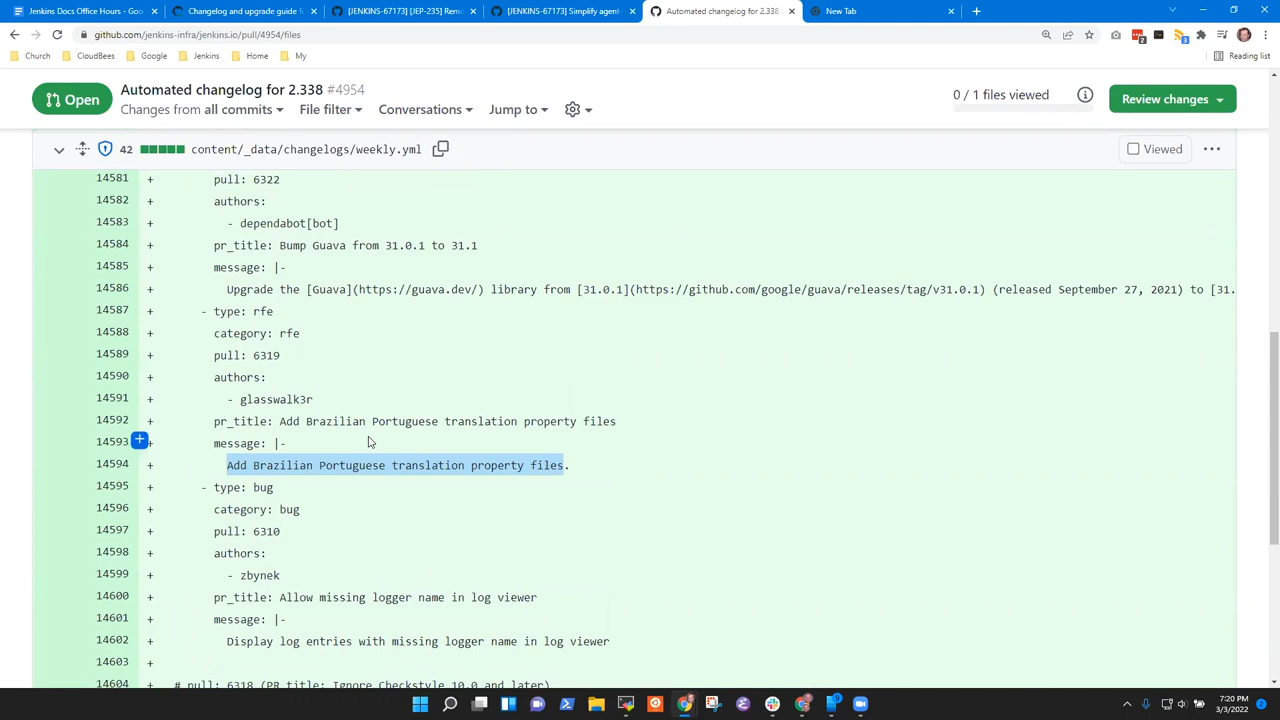 Jenkins Docs Office Hours - Goo
Changelog and upgrade guide f
[JENKINS-67173] [JEP-235] Rem
[JENKINS-67173] Simplify agent-
Automated changelog for 2.338
New Tab
github.com/jenkins-infra/jenkins.io/pull/4954/files
Church
CloudBees
Google
Jenkins
Home
My
Reading list
Open
Automated changelog for 2.338 #4954
Changes from all commits
File filter
Conversations
Jump to
0 / 1 files viewed
Review changes
42 content/_data/changelogs/weekly.yml
Viewed
14581 + pull: 6322
14582 + authors:
14583 + - dependabot[bot]
14584 + pr_title: Bump Guava from 31.0.1 to 31.1
14585 + message: |-
14586 + Upgrade the [Guava](https://guava.dev/) library from [31.0.1](https://github.com/google/guava/releases/tag/v31.0.1) (released September 27, 2021) to [31.
14587 + - type: rfe
14588 + category: rfe
14589 + pull: 6319
14590 + authors:
14591 + - glasswalk3r
14592 + pr_title: Add Brazilian Portuguese translation property files
14593 + message: |-
14594 + Add Brazilian Portuguese translation property files.
14595 + - type: bug
14596 + category: bug
14597 + pull: 6310
14598 + authors:
14599 + - zbynek
14600 + pr_title: Allow missing logger name in log viewer
14601 + message: |-
14602 + Display log entries with missing logger name in log viewer
14603 +
14604 + # pull: 6318 (PR title: Ignore Checkstyle 10.0 and later)
7:20 PM
3/3/2022